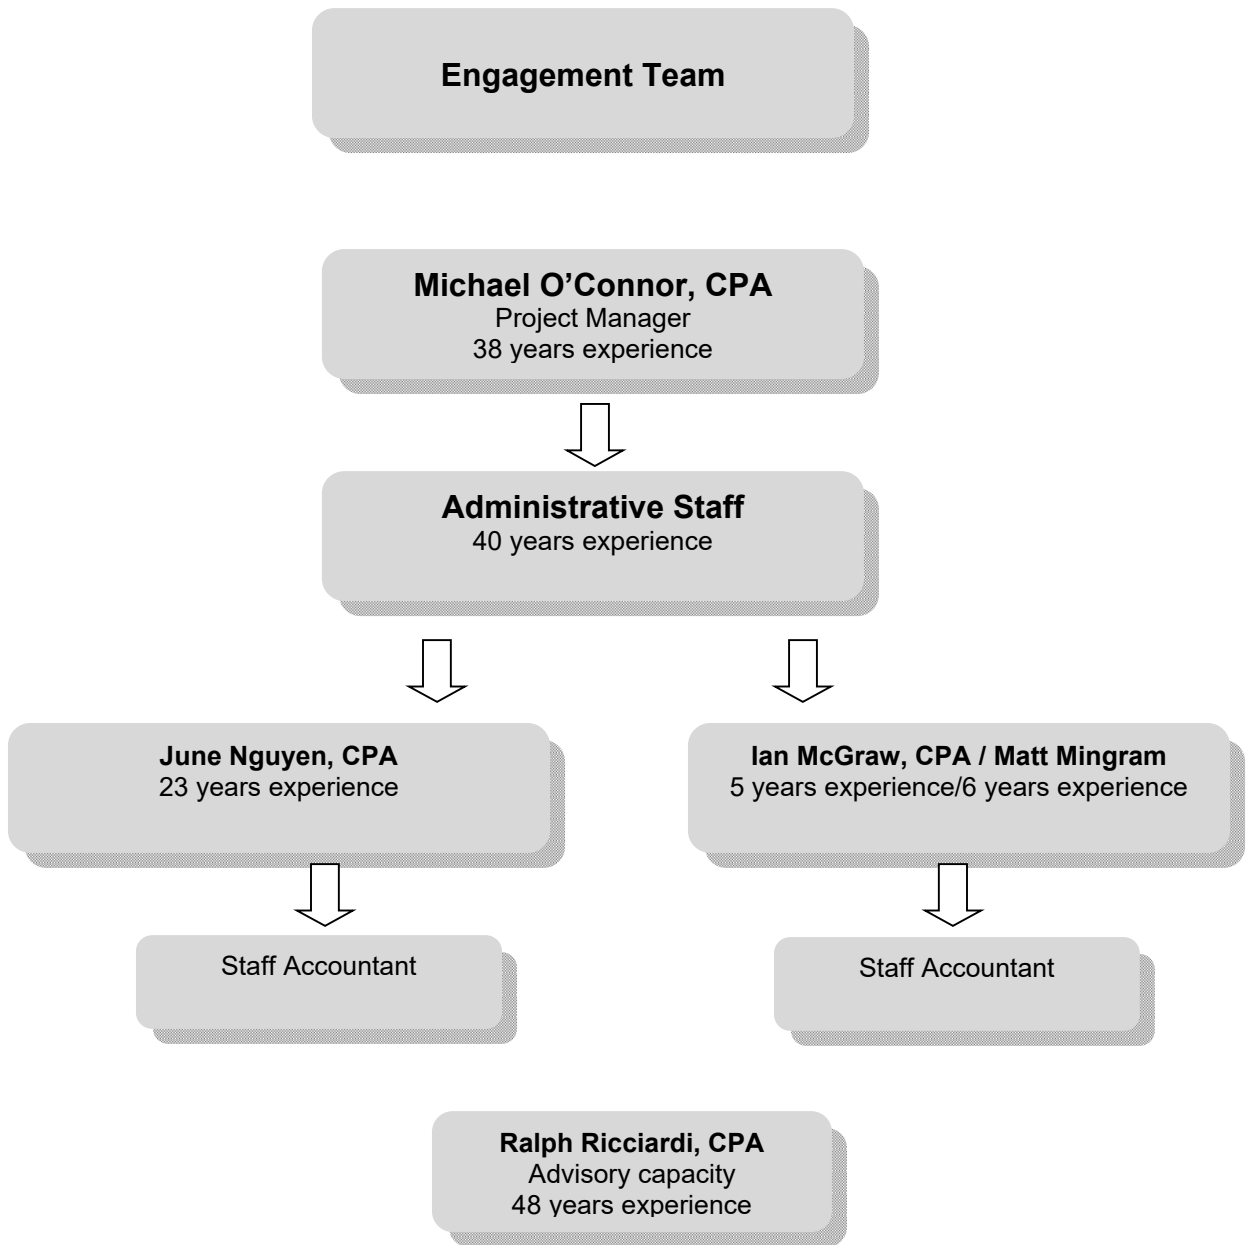 Engagement Team
Michael O’Connor, CPA
Project Manager
38 years experience
Administrative Staff
40 years experience
June Nguyen, CPA
23 years experience
Ian McGraw, CPA / Matt Mingram
5 years experience/6 years experience
Staff Accountant
Staff Accountant
Ralph Ricciardi, CPA
Advisory capacity
48 years experience